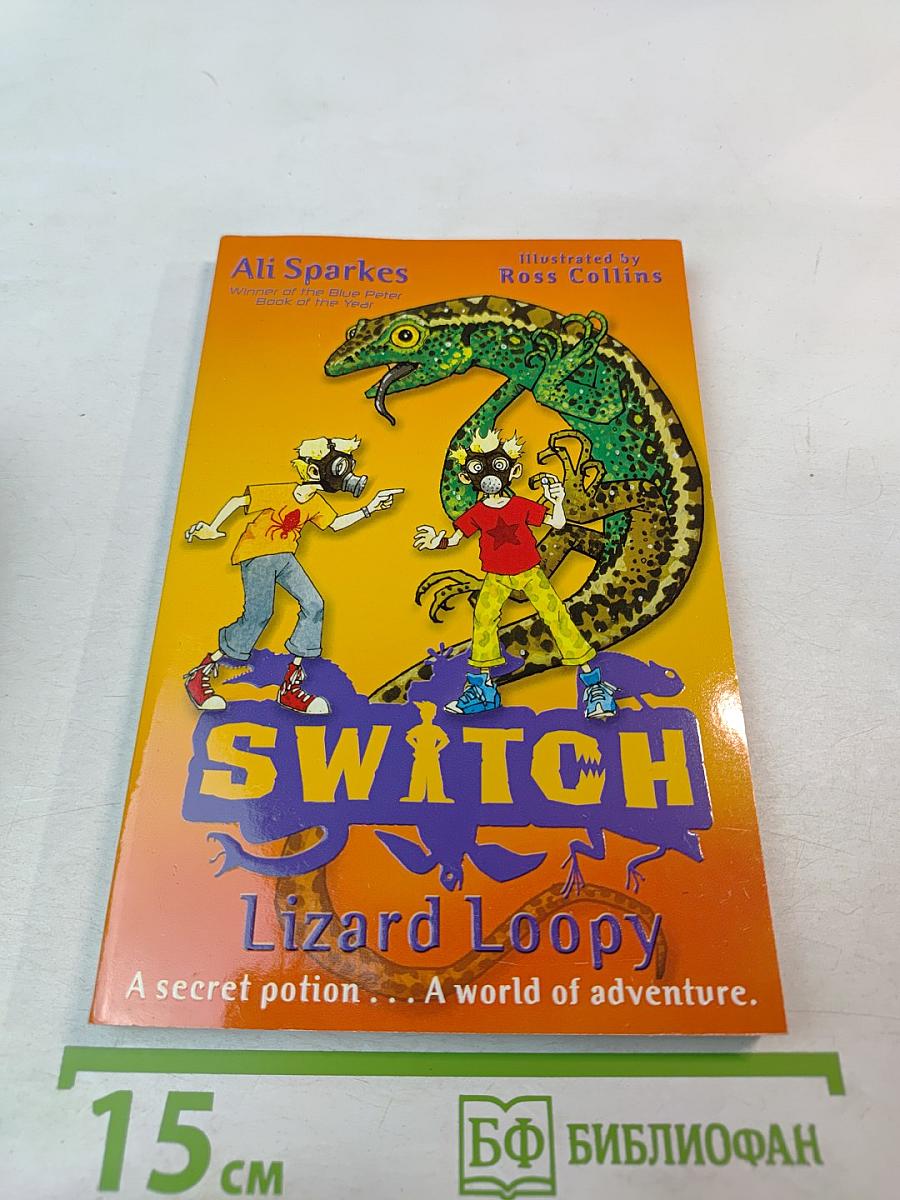 Ali Sparkes
Winner of the Blue Peter
Book of the Year
Illustrated by
Ross Collins
SWITCH
Lizard Loopy
A secret potion . . . A world of adventure.
15 см
БФ БИБЛИОФАН